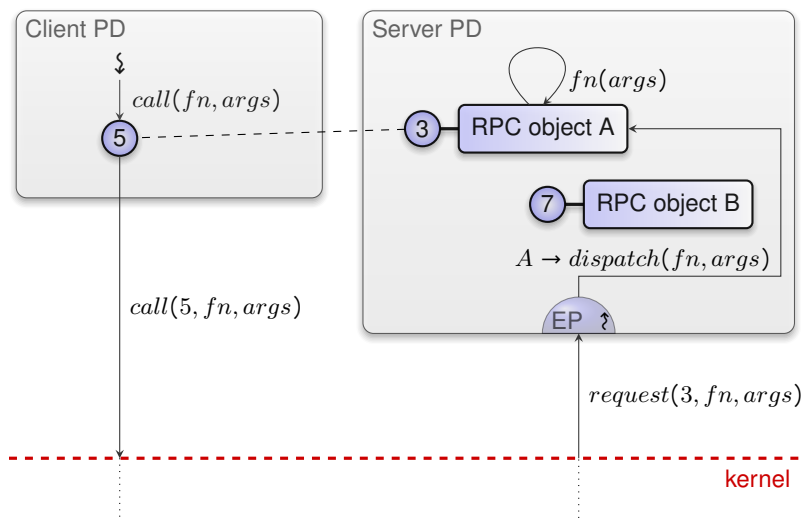 Client PD
Server PD
call(fn, args)
fn(args)
5
3
RPC object A
7
RPC object B
A → dispatch(fn, args)
call(5, fn, args)
EP
request(3, fn, args)
kernel